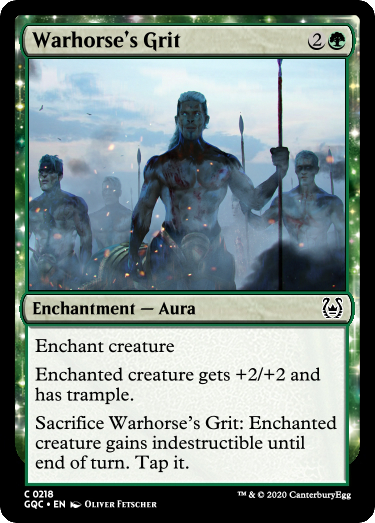 Warhorse's Grit 2
Enchantment — Aura
Enchant creature
Enchanted creature gets +2/+2 and
has trample.
Sacrifice Warhorse's Grit: Enchanted
creature gains indestructible until
end of turn. Tap it.
C 0218
GQC • EN Oliver Fetscher
™ & © 2020 CanterburyEgg